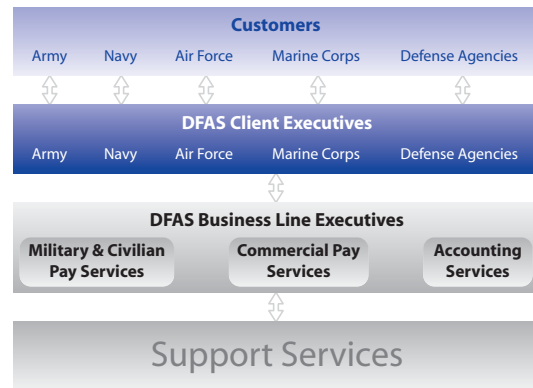 Customers
Army Navy Air Force Marine Corps Defense Agencies
DFAS Client Executives
Army Navy Air Force Marine Corps Defense Agencies
DFAS Business Line Executives
Military & Civilian Pay Services
Commercial Pay Services
Accounting Services
Support Services